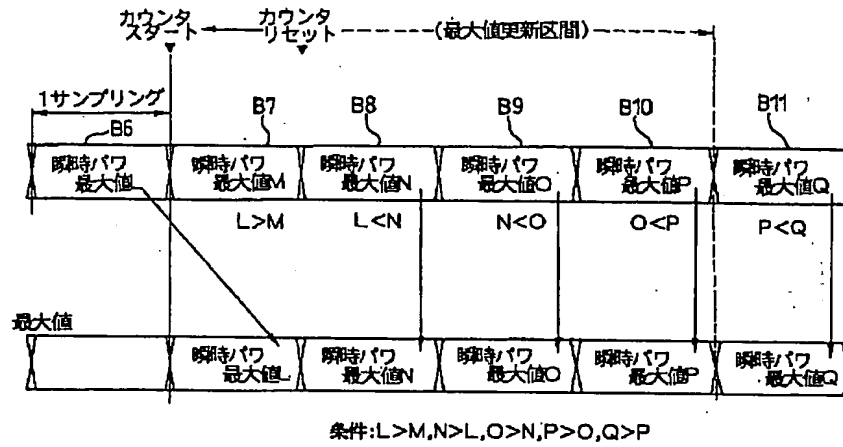 カウンタ
スタート
カウンタ
リセット
(最大値更新区間)
1サンプリング
B6
B7
B8
B9
B10
B11
瞬時パワ
最大値L
瞬時パワ
最大値M
瞬時パワ
最大値N
瞬時パワ
最大値O
瞬時パワ
最大値P
瞬時パワ
最大値Q
L>M
L<N
N<O
O<P
P<Q
最大値
瞬時パワ
最大値L
瞬時パワ
最大値N
瞬時パワ
最大値O
瞬時パワ
最大値P
瞬時パワ
最大値Q
条件:L>M,N>L,O>N,P>O,Q>P